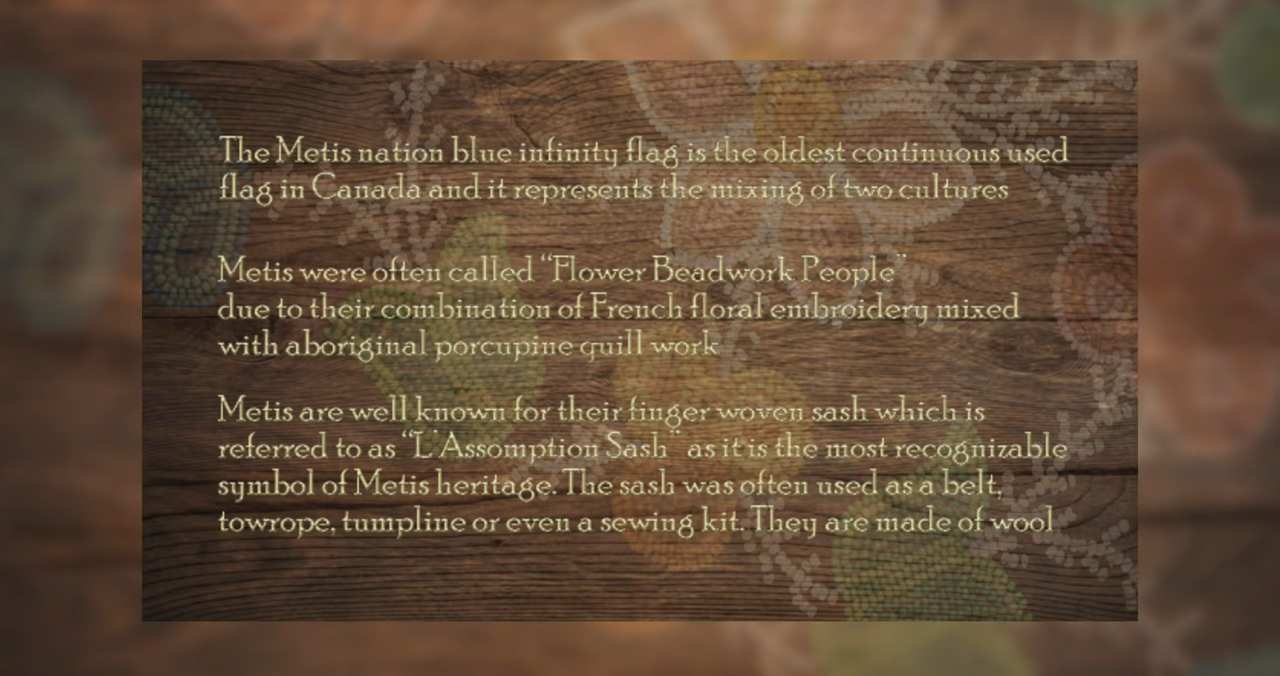 The Metis nation blue infinity flag is the oldest continuous used
flag in Canada and it represents the mixing of two cultures
Metis were often called “Flower Beadwork People”
due to their combination of French floral embroidery mixed
with aboriginal porcupine quill work
Metis are well known for their finger woven sash which is
referred to as “L'Assomption Sash” as it is the most recognizable
symbol of Metis heritage. The sash was often used as a belt,
towrope, tumpline or even a sewing kit. They are made of wool